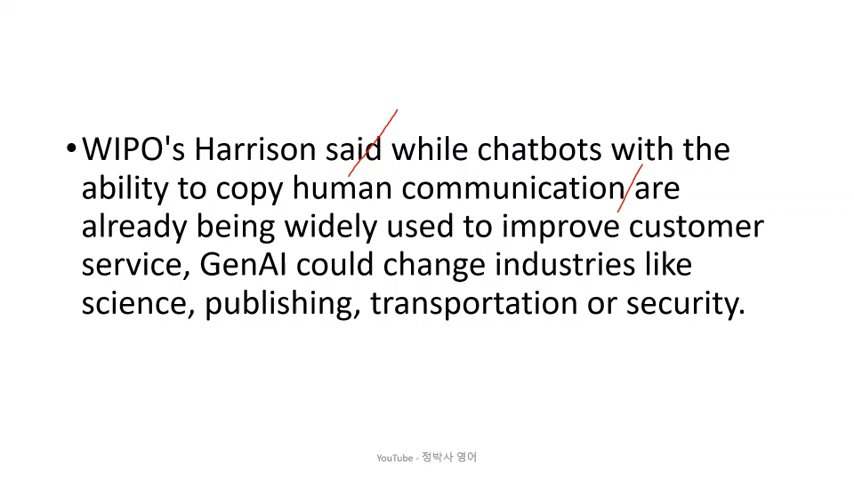 •WIPO's Harrison said while chatbots with the
ability to copy human communication are
already being widely used to improve customer
service, GenAI could change industries like
science, publishing, transportation or security.
YouTube - 정박사 영어